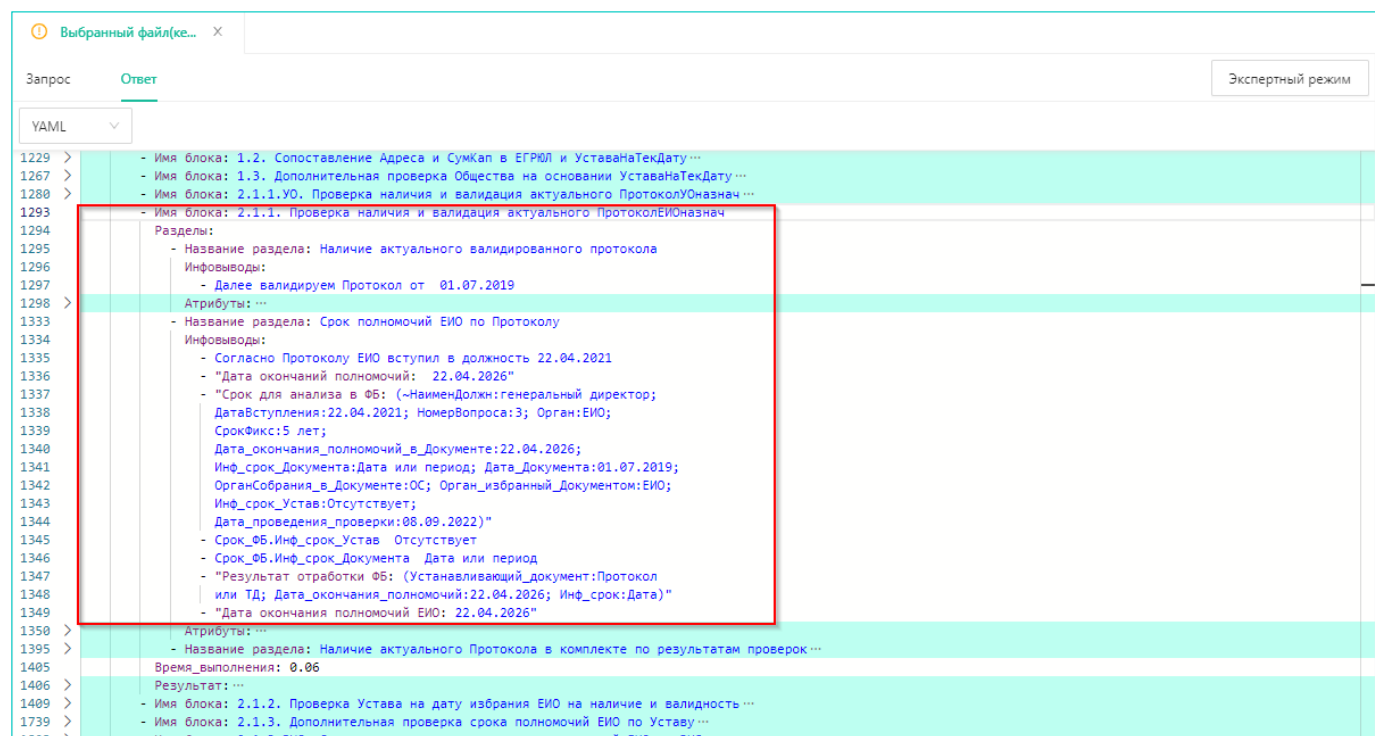 Выбранный файл(ке... ×
Запрос Ответ Экспертный режим
YAML
1229 > - Имя блока: 1.2. Сопоставление Адреса и СумКап в ЕГРЮЛ и УставаНаТекДату···
1267 > - Имя блока: 1.3. Дополнительная проверка Общества на основании УставаНаТекДату···
1280 > - Имя блока: 2.1.1.УО. Проверка наличия и валидация актуального ПротоколУОназнач···
1293 - Имя блока: 2.1.1. Проверка наличия и валидация актуального ПротоколЕИОназнач
1294 Разделы:
1295 - Название раздела: Наличие актуального валидированного протокола
1296 Инфовыводы:
1297 - Далее валидируем Протокол от 01.07.2019
1298 > Атрибуты:···
1333 - Название раздела: Срок полномочий ЕИО по Протоколу
1334 Инфовыводы:
1335 - Согласно Протоколу ЕИО вступил в должность 22.04.2021
1336 - "Дата окончаний полномочий: 22.04.2026"
1337 - "Срок для анализа в ФБ: (~НаименДолжн:генеральный директор;
1338 ДатаВступления:22.04.2021; НомерВопроса:3; Орган:ЕИО;
1339 СрокФикс:5 лет;
1340 Дата_окончания_полномочий_в_Документе:22.04.2026;
1341 Инф_срок_Документа:Дата или период; Дата_Документа:01.07.2019;
1342 ОрганСобрания_в_Документе:ОС; Орган_избранный_Документом:ЕИО;
1343 Инф_срок_Устав:Отсутствует;
1344 Дата_проведения_проверки:08.09.2022)"
1345 - Срок_ФБ.Инф_срок_Устав Отсутствует
1346 - Срок_ФБ.Инф_срок_Документа Дата или период
1347 - "Результат отработки ФБ: (Устанавливающий_документ:Протокол
1348 или ТД; Дата_окончания_полномочий:22.04.2026; Инф_срок:Дата)"
1349 - "Дата окончания полномочий ЕИО: 22.04.2026"
1350 > Атрибуты:···
1395 > - Название раздела: Наличие актуального Протокола в комплекте по результатам проверок···
1405 Время_выполнения: 0.06
1406 > Результат:···
1409 > - Имя блока: 2.1.2. Проверка Устава на дату избрания ЕИО на наличие и валидность···
1739 > - Имя блока: 2.1.3. Дополнительная проверка срока полномочий ЕИО по Уставу···